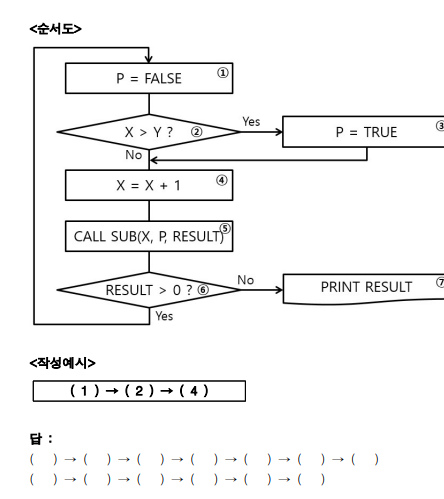 <순서도>
P = FALSE ①
X > Y ? ②
Yes
P = TRUE ③
No
X = X + 1 ④
CALL SUB(X, P, RESULT) ⑤
RESULT > 0 ? ⑥
No
PRINT RESULT ⑦
Yes
<작성예시>
( 1 ) → ( 2 ) → ( 4 )
답 :
( ) → ( ) → ( ) → ( ) → ( ) → ( ) → ( )
( ) → ( ) → ( ) → ( ) → ( ) → ( )